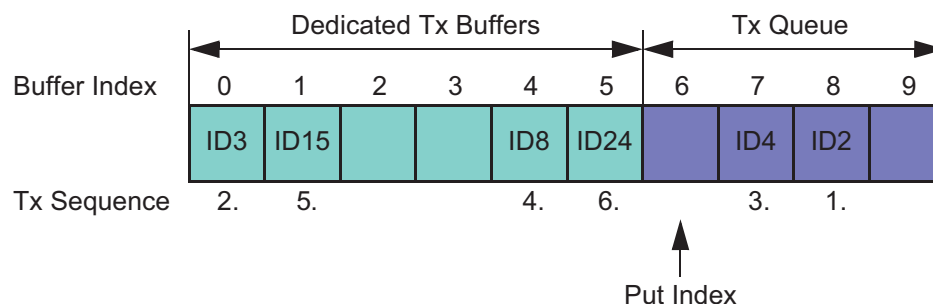 Dedicated Tx Buffers Tx Queue
Buffer Index 0 1 2 3 4 5 6 7 8 9
ID3 ID15 ID8 ID24 ID4 ID2
Tx Sequence 2. 5. 4. 6. 3. 1.
Put Index